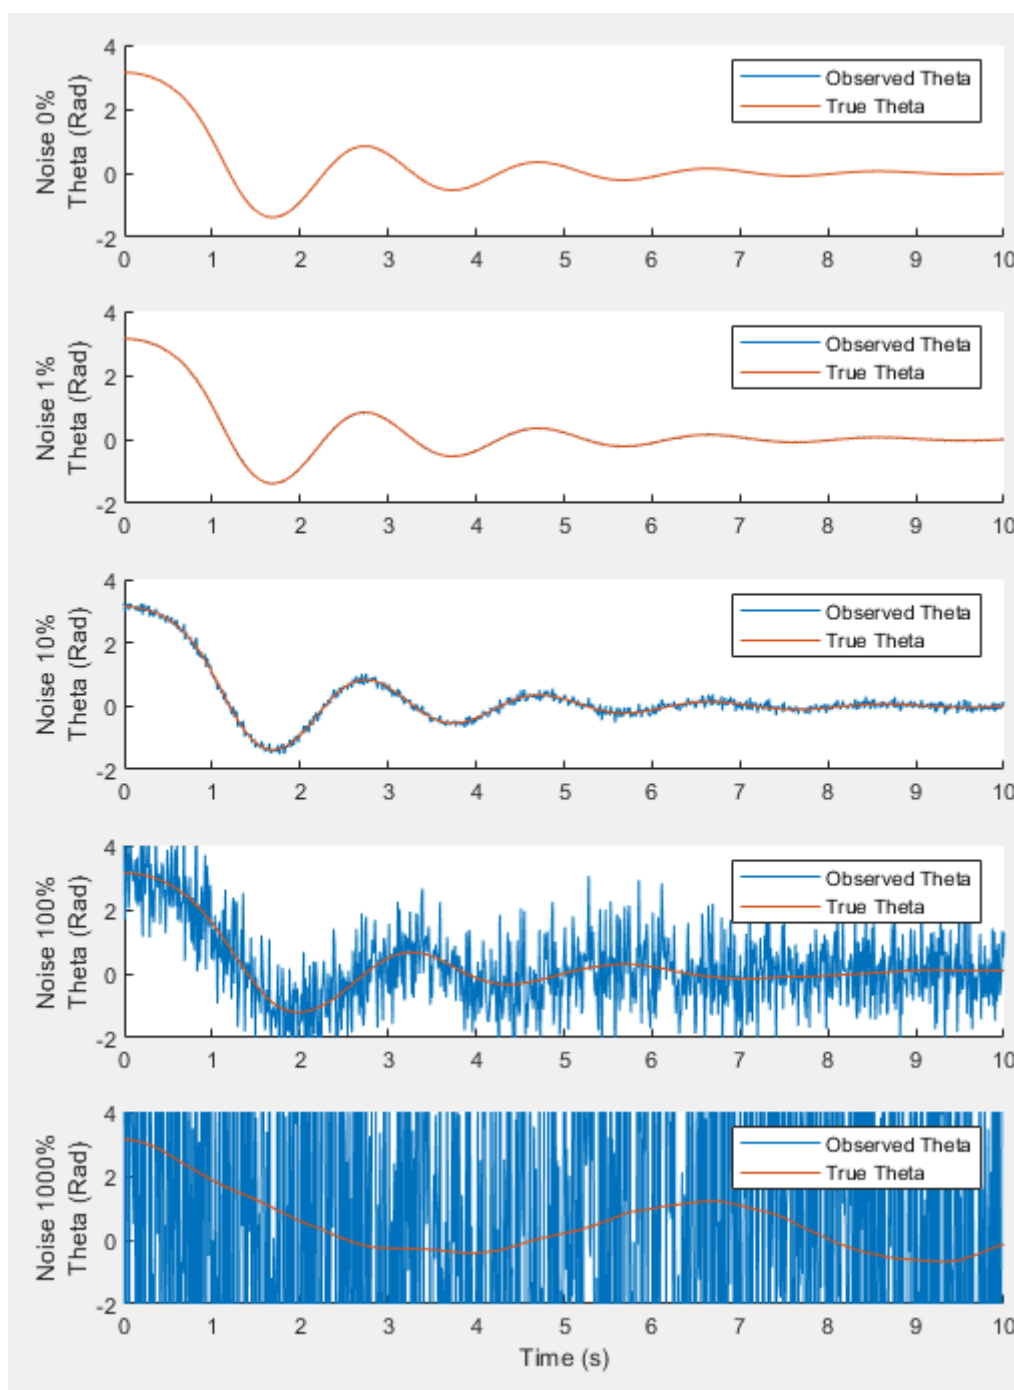 4
2
0
-2
Noise 0%
Theta (Rad)
Observed Theta
True Theta
0 1 2 3 4 5 6 7 8 9 10
4
2
0
-2
Noise 1%
Theta (Rad)
Observed Theta
True Theta
0 1 2 3 4 5 6 7 8 9 10
4
2
0
-2
Noise 10%
Theta (Rad)
Observed Theta
True Theta
0 1 2 3 4 5 6 7 8 9 10
4
2
0
-2
Noise 100%
Theta (Rad)
Observed Theta
True Theta
0 1 2 3 4 5 6 7 8 9 10
4
2
0
-2
Noise 1000%
Theta (Rad)
Observed Theta
True Theta
0 1 2 3 4 5 6 7 8 9 10
Time (s)